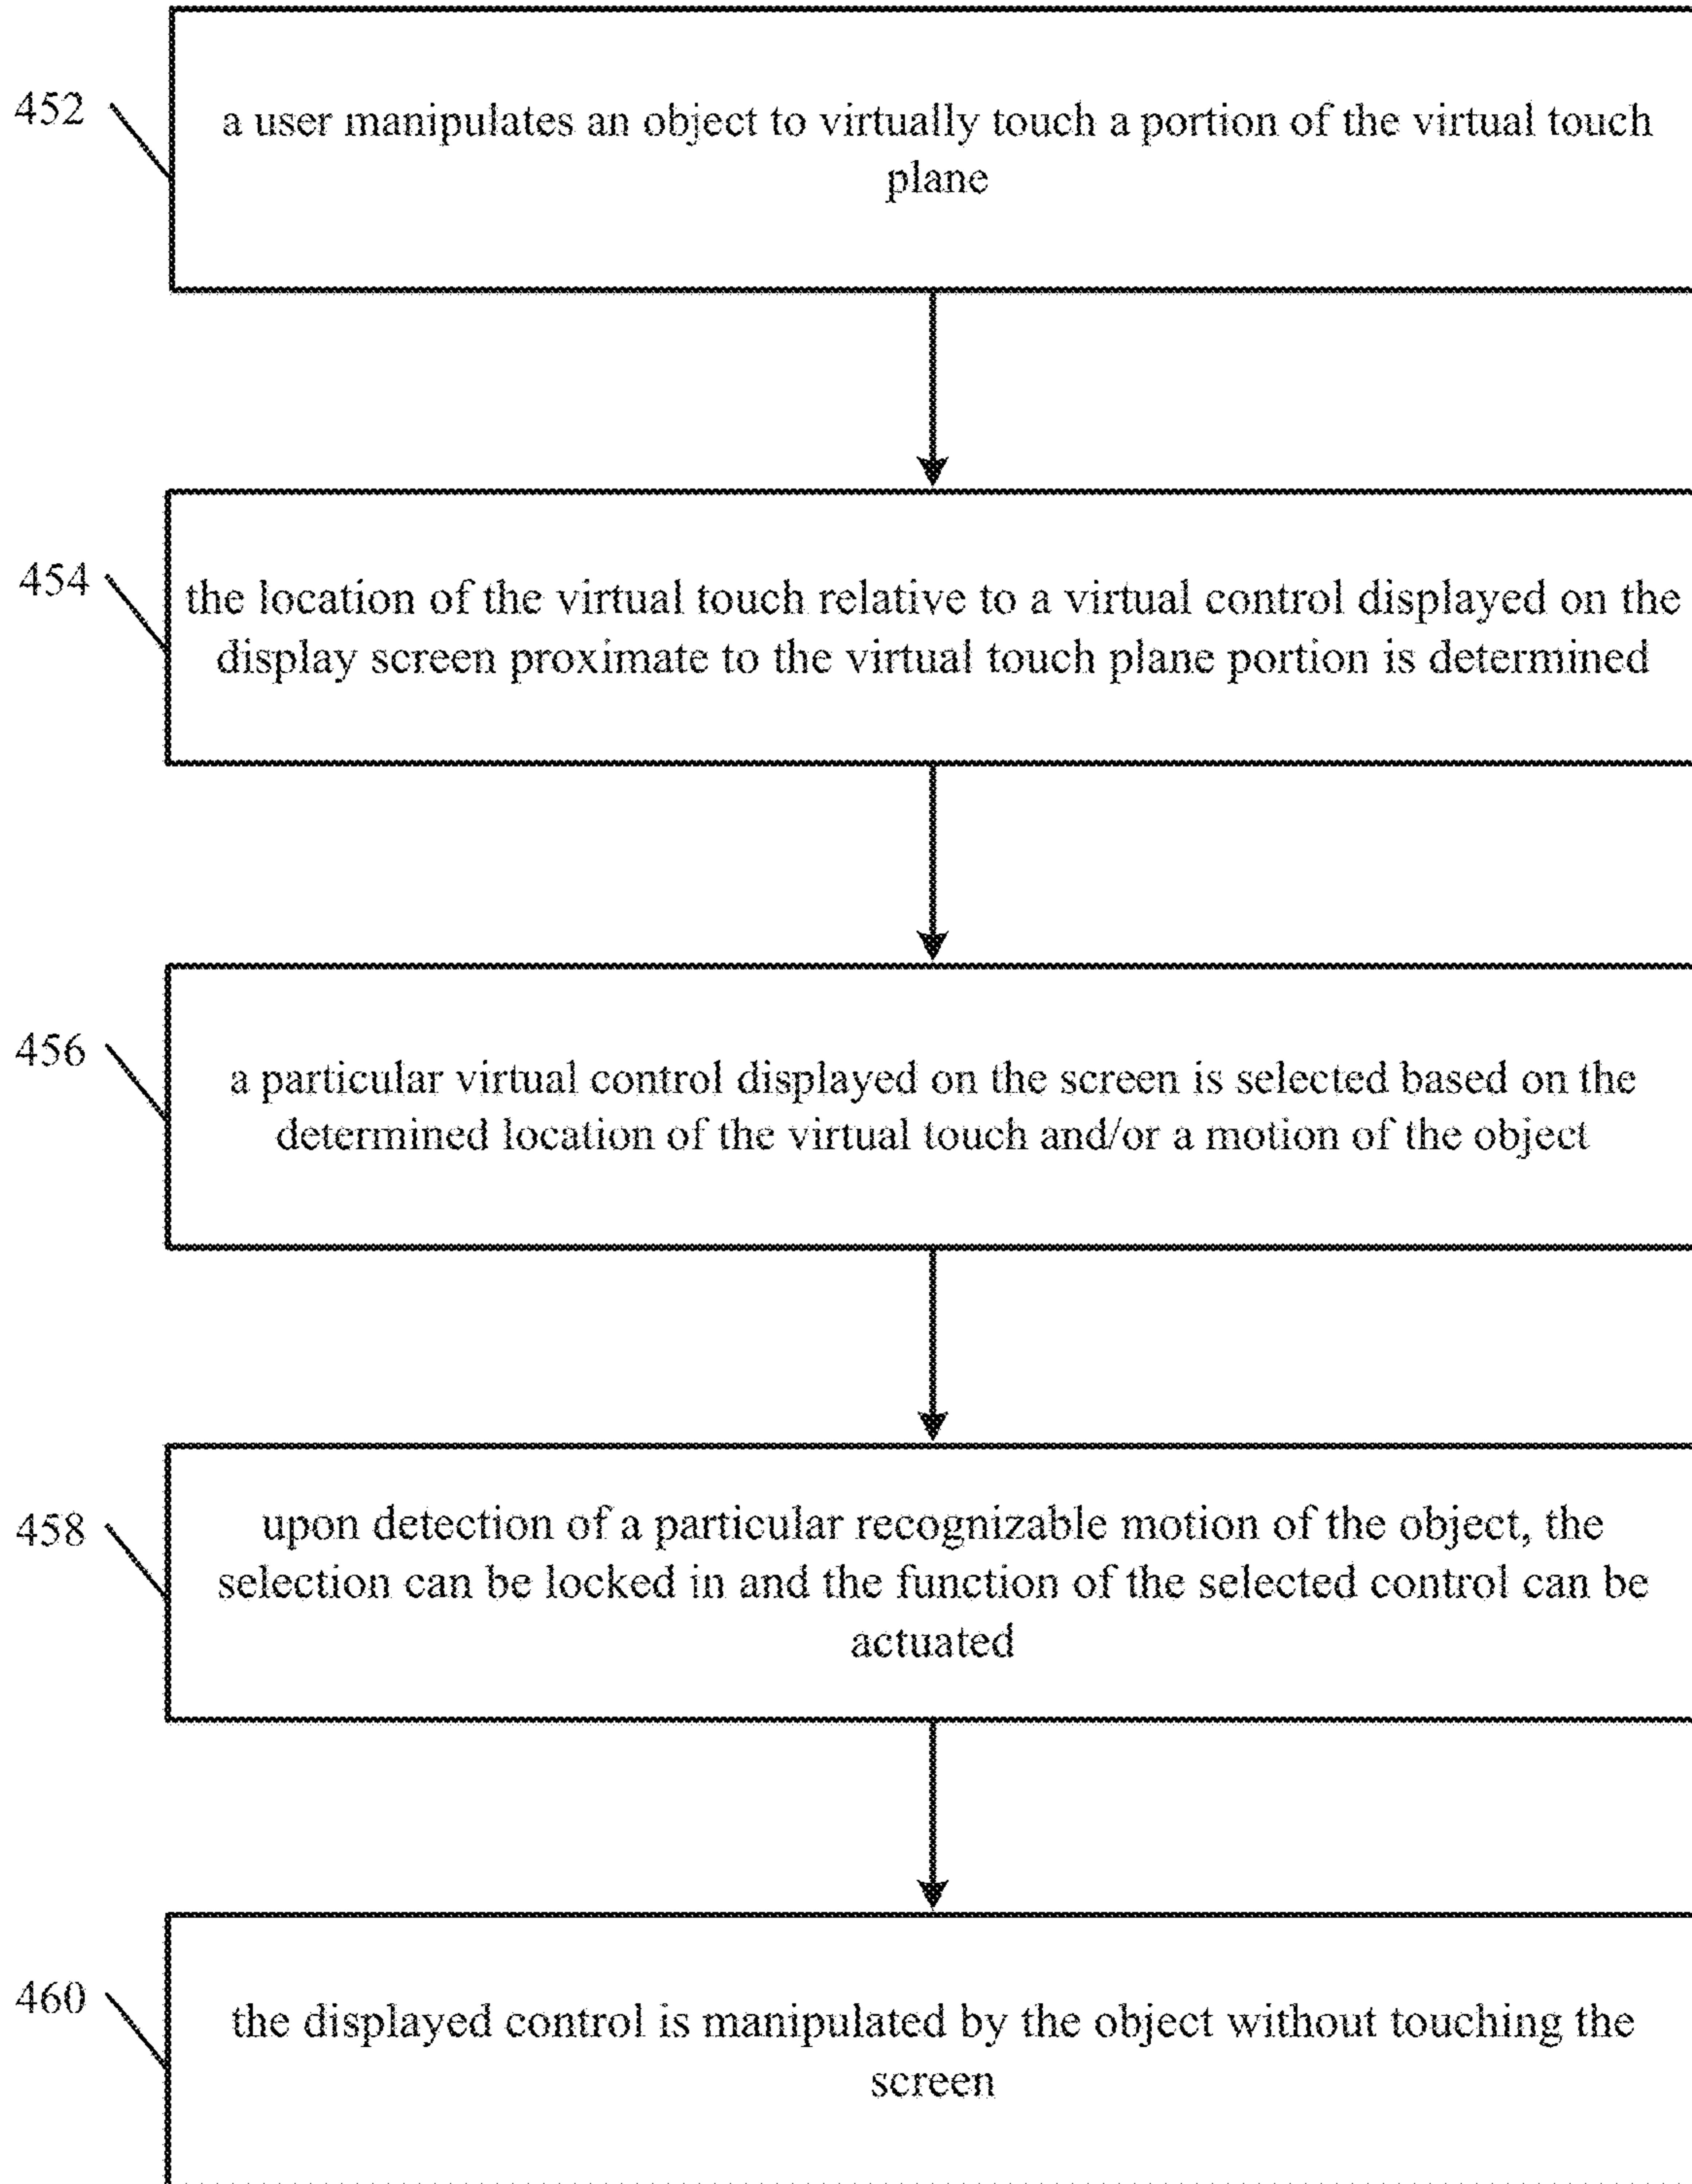 452
a user manipulates an object to virtually touch a portion of the virtual touch
plane
454
the location of the virtual touch relative to a virtual control displayed on the
display screen proximate to the virtual touch plane portion is determined
456
a particular virtual control displayed on the screen is selected based on the
determined location of the virtual touch and/or a motion of the object
458
upon detection of a particular recognizable motion of the object, the
selection can be locked in and the function of the selected control can be
actuated
460
the displayed control is manipulated by the object without touching the
screen